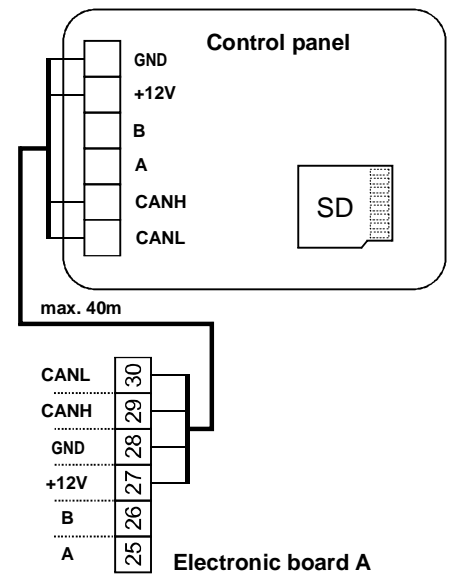 Control panel
GND
+12V
B
A
CANH
CANL
SD
max. 40m
CANL 30
CANH 29
GND 28
+12V 27
B 26
A 25
Electronic board A